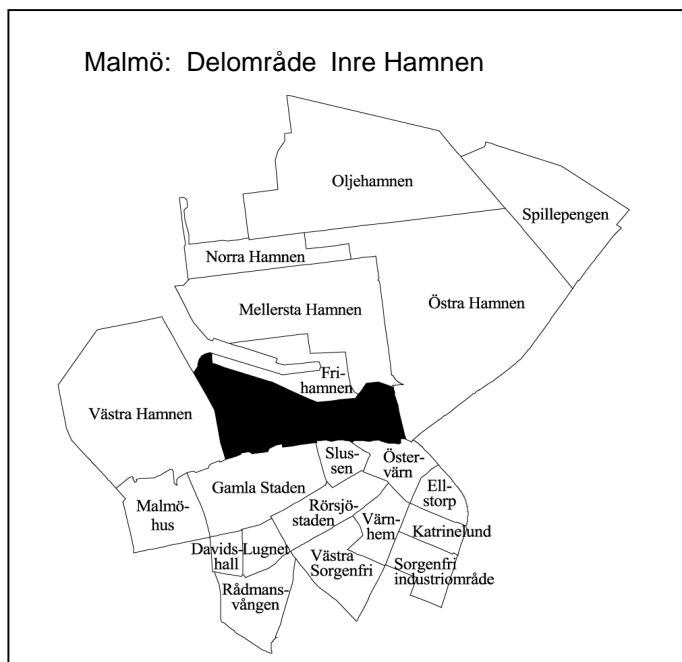 Malmö: Delområde Inre Hamnen
Oljehamnen
Spillepengen
Norra Hamnen
Mellersta Hamnen
Östra Hamnen
Fri-
hamnen
Västra Hamnen
Slus-
sen
Öster-
värn
Gamla Staden
Ell-
storp
Malmö-
hus
Rörsjö-
staden
Värn-
hem
Katrinelund
Davids-
hall
Lugnet
Västra
Sorgenfri
Sorgenfri
industriområde
Rådmans-
vången